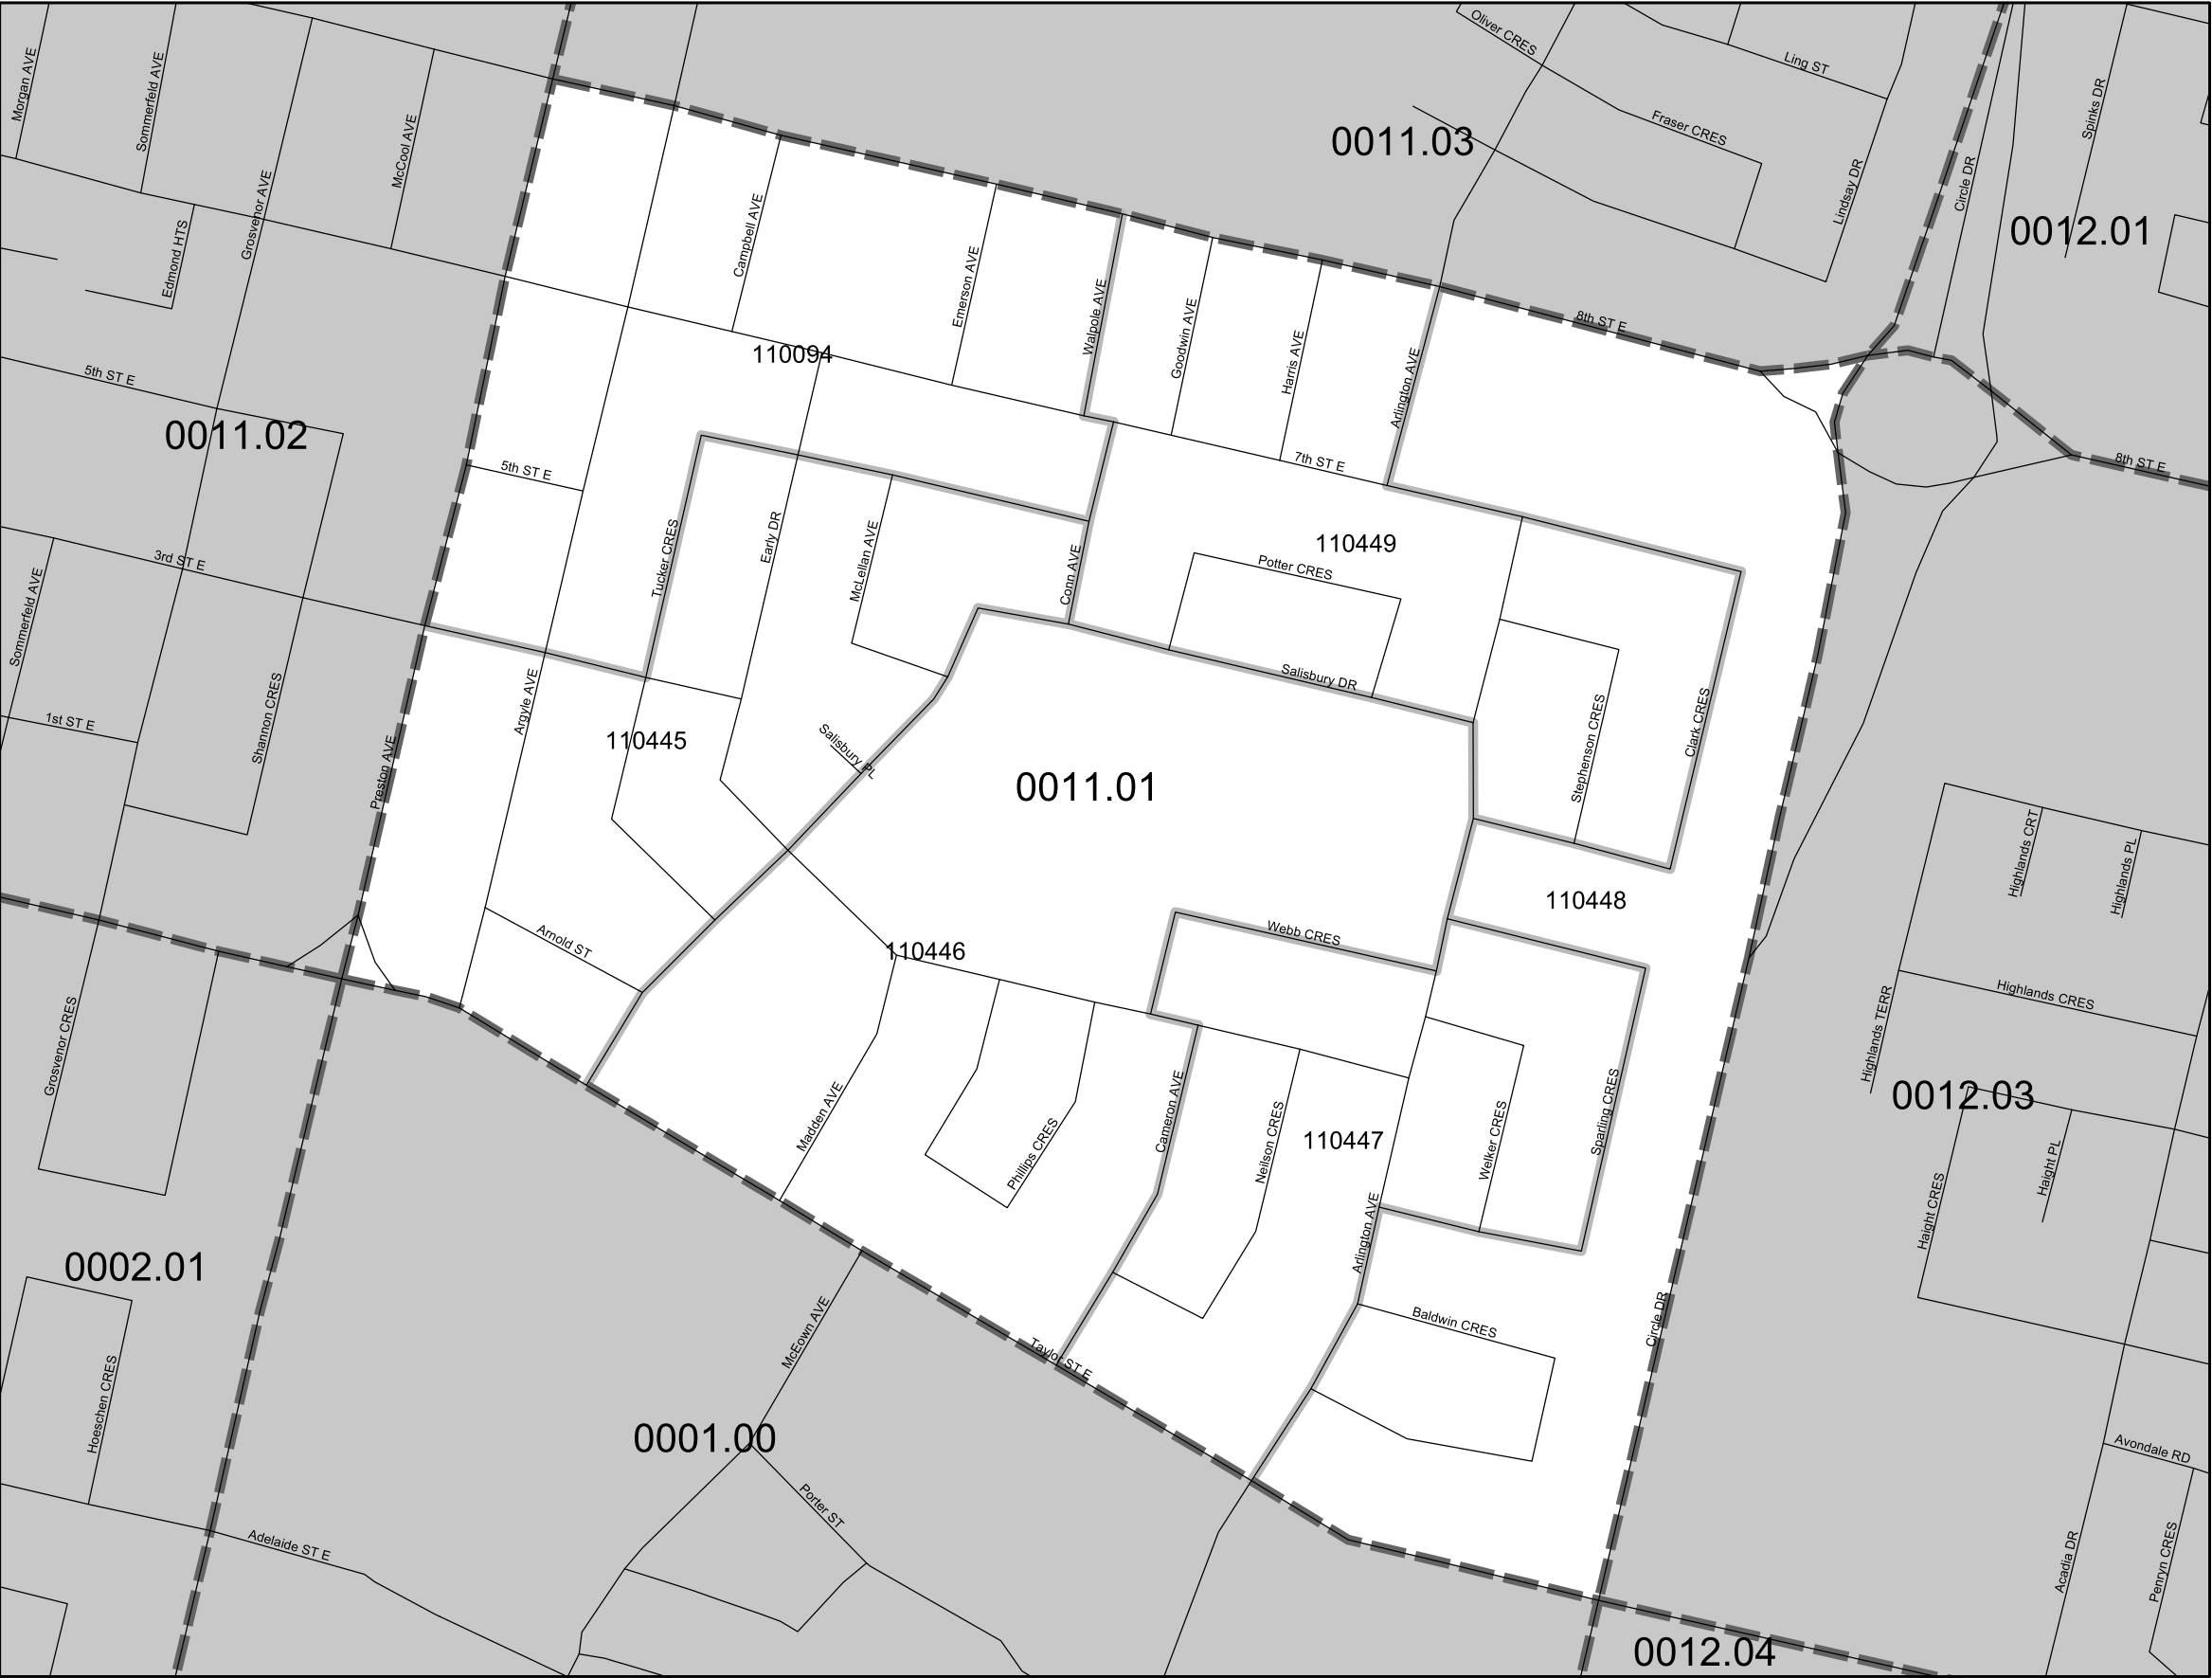 Oliver CRES
Ling ST
Morgan AVE
Sommerfeld AVE
McCool AVE
Fraser CRES
0011.03
Spinks DR
Circle DR
Lindsay DR
0012.01
Grosvenor AVE
Edmond HTS
Campbell AVE
Emerson AVE
Walpole AVE
Goodwin AVE
Harris AVE
Arlington AVE
8th ST E
110094
5th ST E
0011.02
5th ST E
7th ST E
8th ST E
Tucker CRES
Early DR
McLellan AVE
Conn AVE
110449
Potter CRES
3rd ST E
Sommerfeld AVE
Salisbury DR
Argyle AVE
Shannon CRES
1st ST E
Preston AVE
110445
Salisbury PL
0011.01
Stephenson CRES
Clark CRES
Highlands CRT
Highlands PL
110448
Arnold ST
110446
Webb CRES
Highlands CRES
Highlands TERR
Grosvenor CRES
Madden AVE
Phillips CRES
Cameron AVE
Neilson CRES
110447
Welker CRES
Sparling CRES
0012.03
Haight PL
Haight CRES
Arlington AVE
0002.01
McEown AVE
Taylor ST E
Baldwin CRES
Circle DR
Hoeschen CRES
0001.00
Avondale RD
Porter ST
Adelaide ST E
Acadia DR
Penryn CRES
0012.04